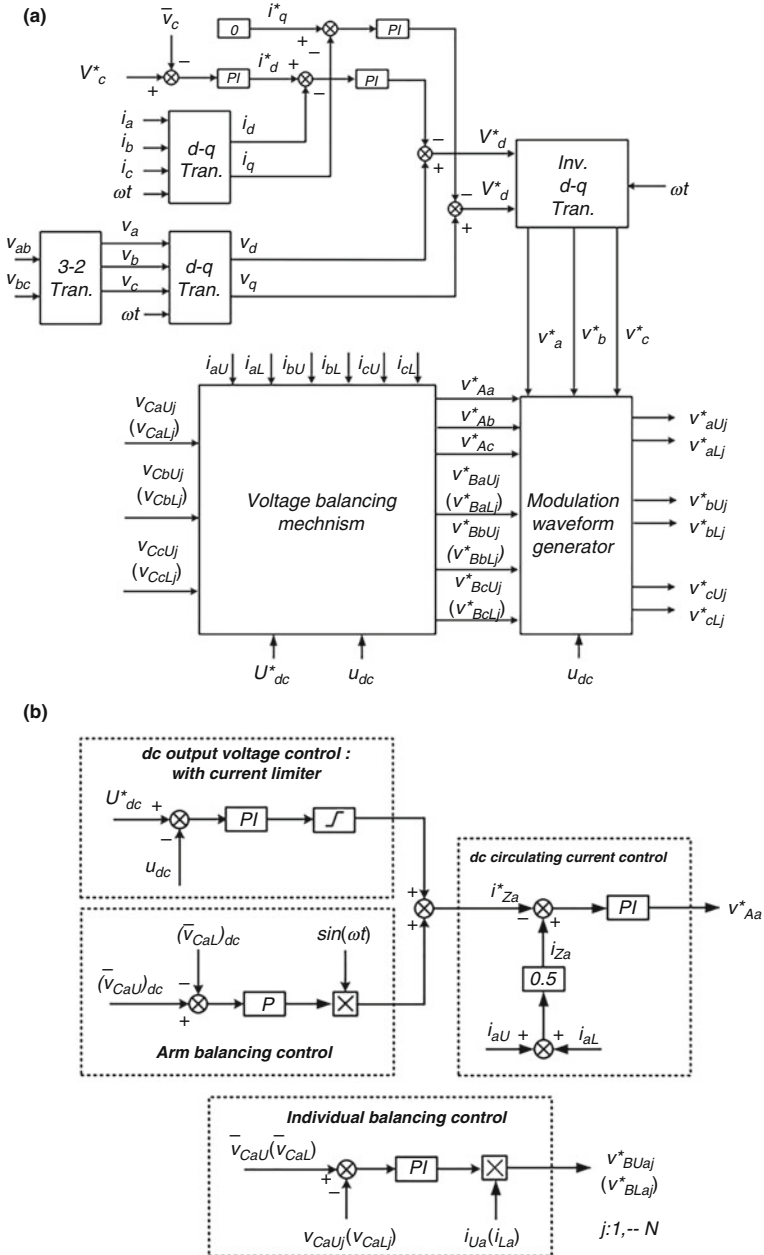 (a)
v̄c
0
i*q
PI
V*c
PI
i*d
PI
ia
ib
ic
ωt
d-q
Tran.
id
iq
V*d
V*d
Inv.
d-q
Tran.
ωt
vab
vbc
3-2
Tran.
va
vb
vc
ωt
d-q
Tran.
vd
vq
v*a
v*b
v*c
iaU
iaL
ibU
ibL
icU
icL
vCaUj
(vCaLj)
vCbUj
(vCbLj)
vCcUj
(vCcLj)
Voltage balancing
mechnism
v*Aa
v*Ab
v*Ac
v*BaUj
(v*BaLj)
v*BbUj
(v*BbLj)
v*BcUj
(v*BcLj)
Modulation
waveform
generator
v*aUj
v*aLj
v*bUj
v*bLj
v*cUj
v*cLj
U*dc
udc
udc
(b)
dc output voltage control :
with current limiter
U*dc
+
−
PI
udc
(v̄CaL)dc
sin(ωt)
(v̄CaU)dc
−
+
P
×
Arm balancing control
+
+
dc circulating current control
i*Za
−
+
PI
v*Aa
iZa
0.5
iaU
+
+
iaL
Individual balancing control
v̄CaU(v̄CaL)
+
−
PI
×
v*BUaj
(v*BLaj)
vCaUj(vCaLj)
iUa(iLa)
j:1,-- N